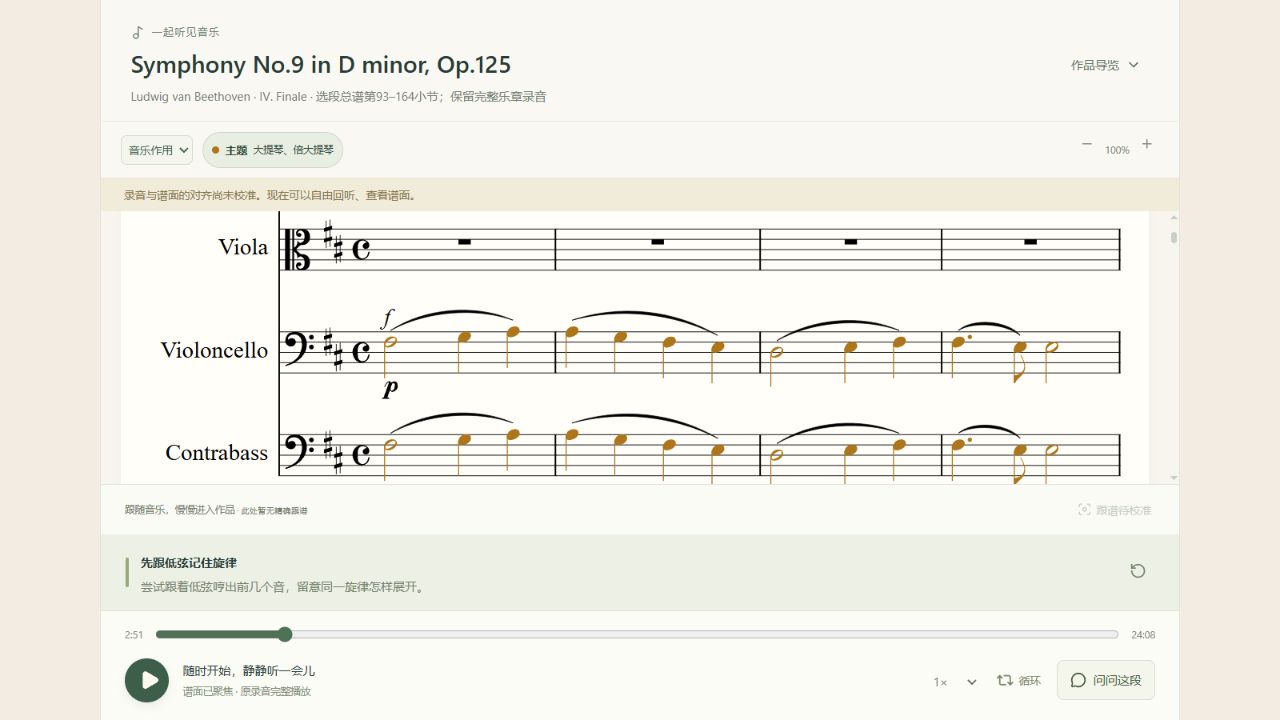 一起听见音乐
Symphony No.9 in D minor, Op.125
作品导览
Ludwig van Beethoven · IV. Finale · 选段总谱第93–164小节；保留完整乐章录音
音乐作用
主题 大提琴、倍大提琴
− 100% +
录音与谱面的对齐尚未校准。现在可以自由回听、查看谱面。
Viola
f
Violoncello
p
Contrabass
跟随音乐，慢慢进入作品 · 此处暂无精确跟谱
跟谱待校准
先跟低弦记住旋律
尝试跟着低弦哼出前几个音，留意同一旋律怎样展开。
2:51
24:08
随时开始，静静听一会儿
谱面已聚焦 · 原录音完整播放
1×
循环
问问这段